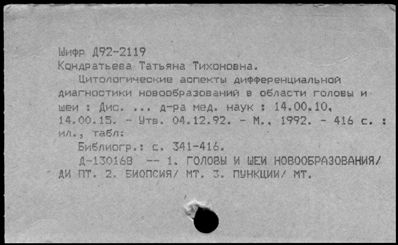 Шифр Д92-2119
Кондратьева Татьяна Тихоновна.
Цитологические аспекты дифференциальной
диагностики новообразований в области головы и
шеи : Дис. ... д-ра мед. наук : 14.00.10,
14.00.15. - Утв. 04.12.92. - М., 1992. - 416 с. :
ил., табл:
Библиогр.: с. 341-416.
Д-13016В -- 1. ГОЛОВЫ И ШЕИ НОВООБРАЗОВАНИЯ/
ДИ ПТ. 2. БИОПСИЯ/ МТ. 3. ПУНКЦИИ/ МТ.